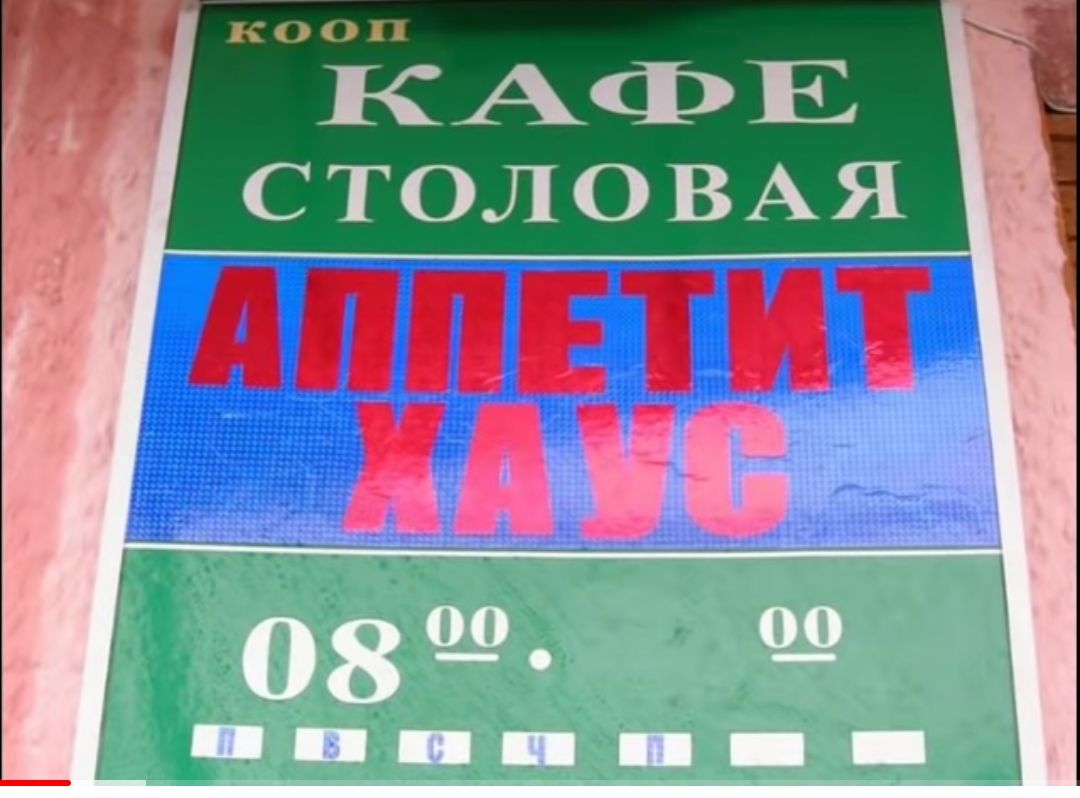 КООП
КАФЕ
СТОЛОВАЯ
АППЕТИТ
ХАУС
08 00 . 00
П В С Ч П